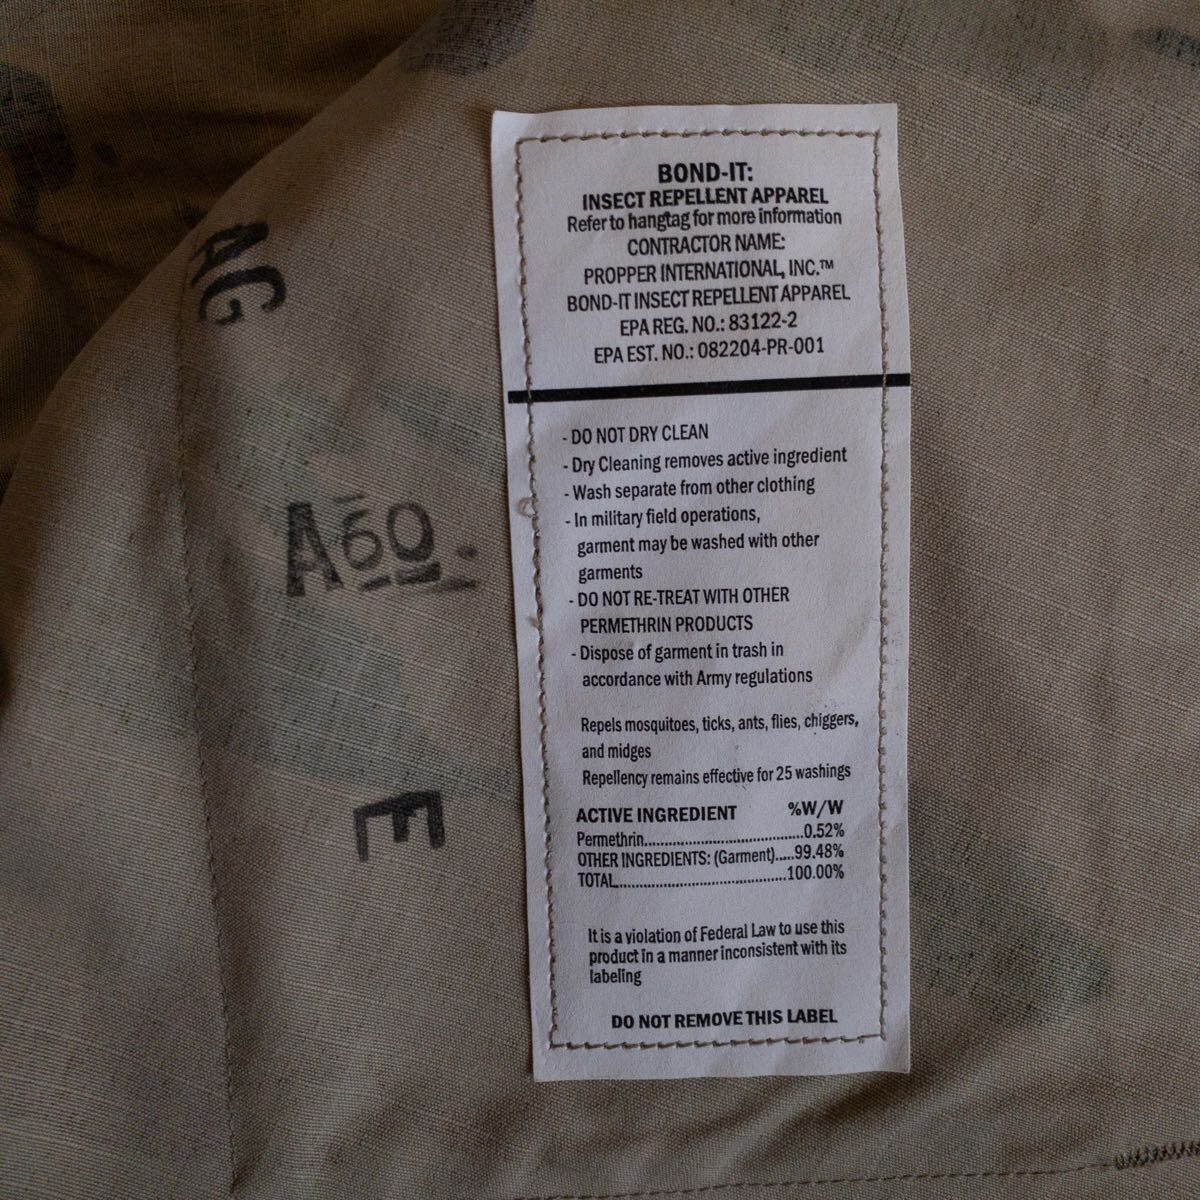 BOND-IT:
INSECT REPELLENT APPAREL
Refer to hangtag for more information
CONTRACTOR NAME:
PROPPER INTERNATIONAL, INC.™
BOND-IT INSECT REPELLENT APPAREL
EPA REG. NO.: 83122-2
EPA EST. NO.: 082204-PR-001
- DO NOT DRY CLEAN
- Dry Cleaning removes active ingredient
- Wash separate from other clothing
- In military field operations,
garment may be washed with other
garments
- DO NOT RE-TREAT WITH OTHER
PERMETHRIN PRODUCTS
- Dispose of garment in trash in
accordance with Army regulations
Repels mosquitoes, ticks, ants, flies, chiggers,
and midges
Repellency remains effective for 25 washings
ACTIVE INGREDIENT %W/W
Permethrin.......................................0.52%
OTHER INGREDIENTS: (Garment).....99.48%
TOTAL.........................................100.00%
It is a violation of Federal Law to use this
product in a manner inconsistent with its
labeling
DO NOT REMOVE THIS LABEL
AG
A60.
E